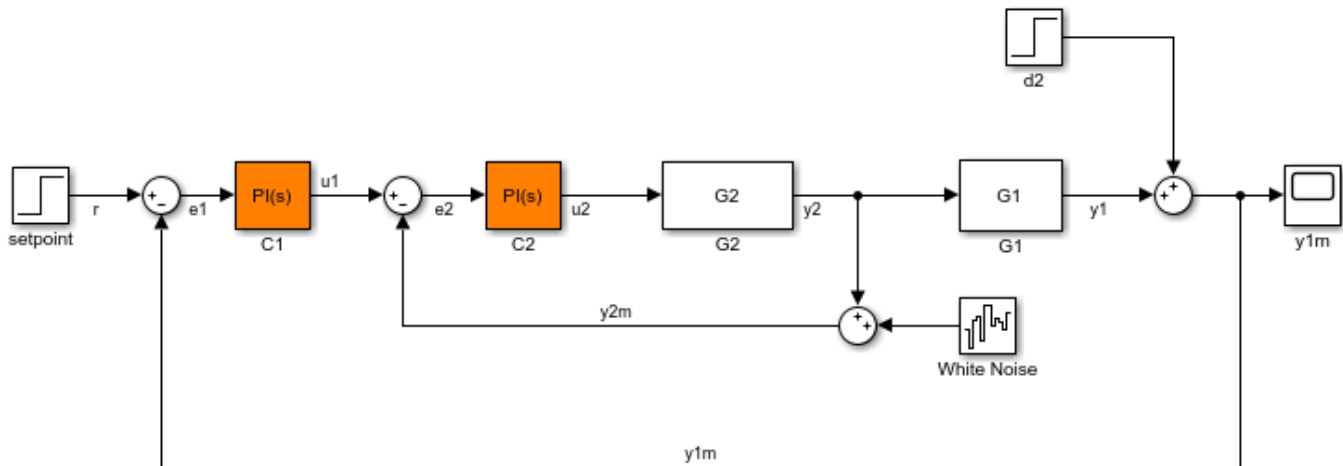 d2
PI(s)
u1
PI(s)
G2
G1
r
e1
e2
u2
y2
y1
setpoint
C1
C2
G2
G1
y1m
y2m
White Noise
y1m